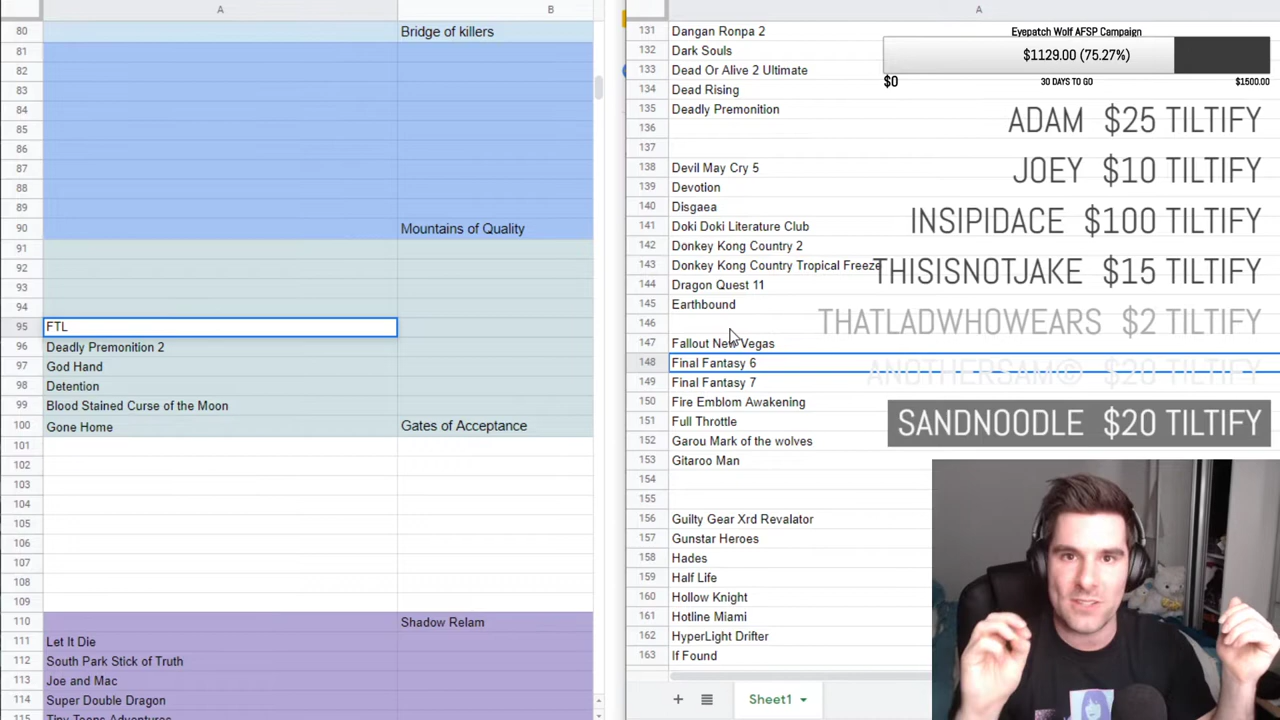 A
B
80 Bridge of killers
81
82
83
84
85
86
87
88
89
90 Mountains of Quality
91
92
93
94
95 FTL
96 Deadly Premonition 2
97 God Hand
98 Detention
99 Blood Stained Curse of the Moon
100 Gone Home Gates of Acceptance
101
102
103
104
105
106
107
108
109
110 Shadow Relam
111 Let It Die
112 South Park Stick of Truth
113 Joe and Mac
114 Super Double Dragon
115 Tiny Toons Adventures
A
131 Dangan Ronpa 2
132 Dark Souls
133 Dead Or Alive 2 Ultimate
134 Dead Rising
135 Deadly Premonition
136
137
138 Devil May Cry 5
139 Devotion
140 Disgaea
141 Doki Doki Literature Club
142 Donkey Kong Country 2
143 Donkey Kong Country Tropical Freeze
144 Dragon Quest 11
145 Earthbound
146
147 Fallout New Vegas
148 Final Fantasy 6
149 Final Fantasy 7
150 Fire Emblom Awakening
151 Full Throttle
152 Garou Mark of the wolves
153 Gitaroo Man
154
155
156 Guilty Gear Xrd Revalator
157 Gunstar Heroes
158 Hades
159 Half Life
160 Hollow Knight
161 Hotline Miami
162 HyperLight Drifter
163 If Found
Sheet1
Eyepatch Wolf AFSP Campaign
$1129.00 (75.27%)
$0 30 DAYS TO GO $1500.00
ADAM $25 TILTIFY
JOEY $10 TILTIFY
INSIPIDACE $100 TILTIFY
THISISNOTJAKE $15 TILTIFY
THATLADWHOWEARS $2 TILTIFY
ANOTHERSAM© $20 TILTIFY
SANDNOODLE $20 TILTIFY